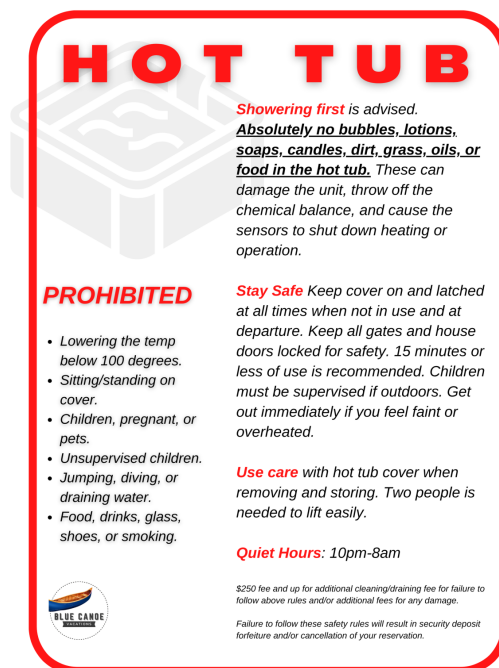 HOT TUB
Showering first is advised.
Absolutely no bubbles, lotions,
soaps, candles, dirt, grass, oils, or
food in the hot tub. These can
damage the unit, throw off the
chemical balance, and cause the
sensors to shut down heating or
operation.
Stay Safe Keep cover on and latched
at all times when not in use and at
departure. Keep all gates and house
doors locked for safety. 15 minutes or
less of use is recommended. Children
must be supervised if outdoors. Get
out immediately if you feel faint or
overheated.
Use care with hot tub cover when
removing and storing. Two people is
needed to lift easily.
Quiet Hours: 10pm-8am
$250 fee and up for additional cleaning/draining fee for failure to
follow above rules and/or additional fees for any damage.
Failure to follow these safety rules will result in security deposit
forfeiture and/or cancellation of your reservation.
PROHIBITED
• Lowering the temp
below 100 degrees.
• Sitting/standing on
cover.
• Children, pregnant, or
pets.
• Unsupervised children.
• Jumping, diving, or
draining water.
• Food, drinks, glass,
shoes, or smoking.
BLUE CANOE
VACATIONS